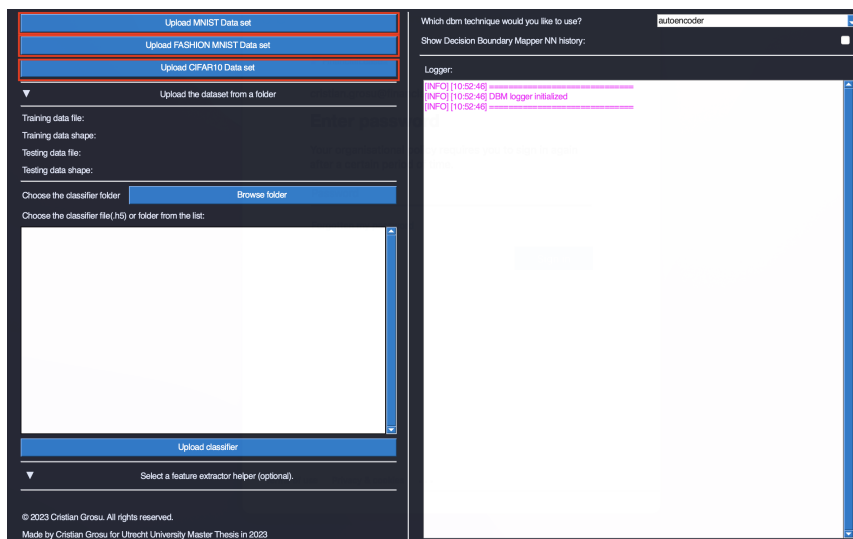 Upload MNIST Data set
Upload FASHION MNIST Data set
Upload CIFAR10 Data set
▼ Upload the dataset from a folder
Training data file:
Training data shape:
Testing data file:
Testing data shape:
Choose the classifier folder Browse folder
Choose the classifier file(.h5) or folder from the list:
Upload classifier
▼ Select a feature extractor helper (optional).
© 2023 Cristian Grosu. All rights reserved.
Made by Cristian Grosu for Utrecht University Master Thesis in 2023
Which dbm technique would you like to use? autoencoder
Show Decision Boundary Mapper NN history:
Logger:
[INFO] [10:52:46] ==============================
[INFO] [10:52:46] DBM logger initialized
[INFO] [10:52:46] ==============================